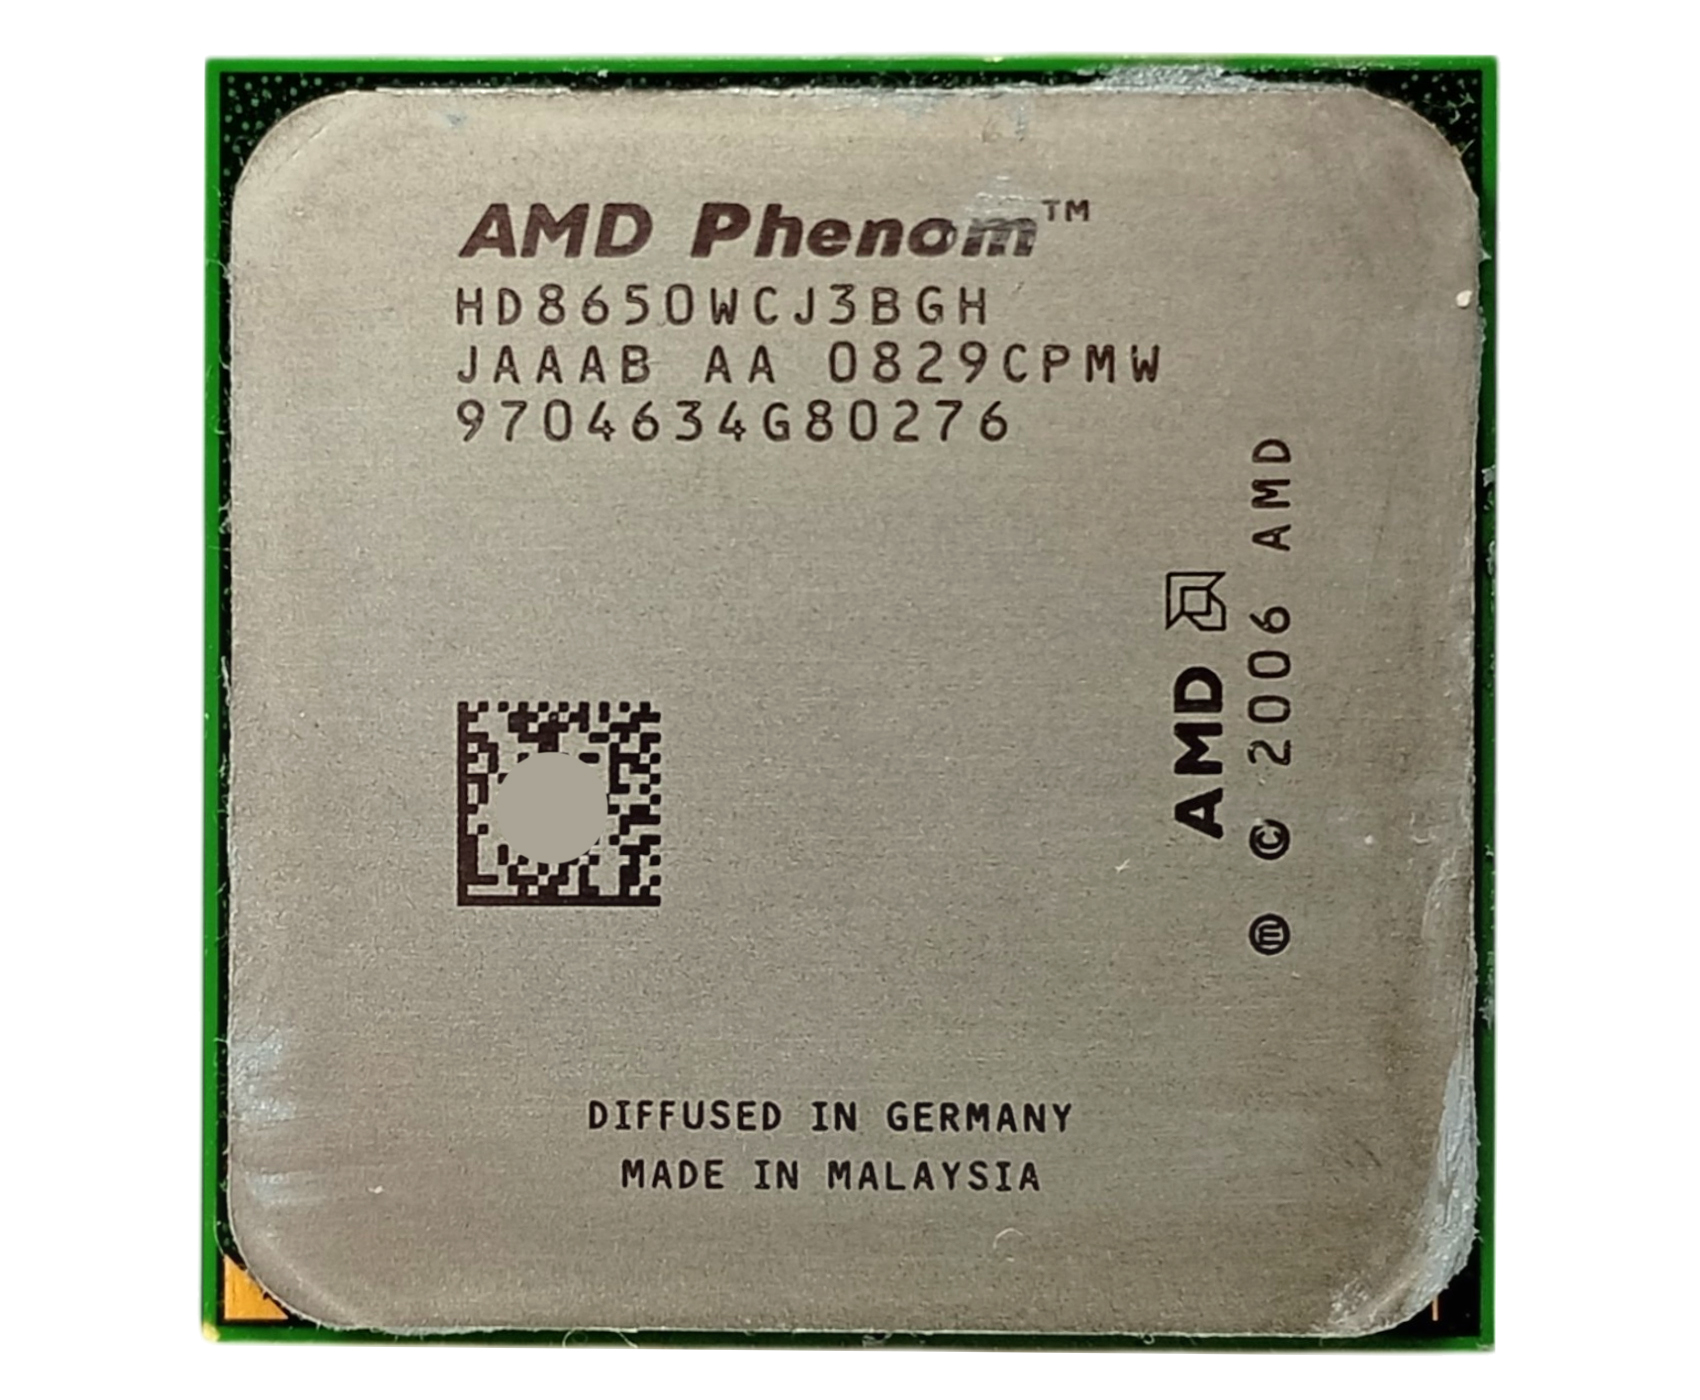 AMD Phenom™
HD8650WCJ3BGH
JAAAB AA 0829CPMW
9704634G80276
AMD
ⓜ © 2006 AMD
DIFFUSED IN GERMANY
MADE IN MALAYSIA